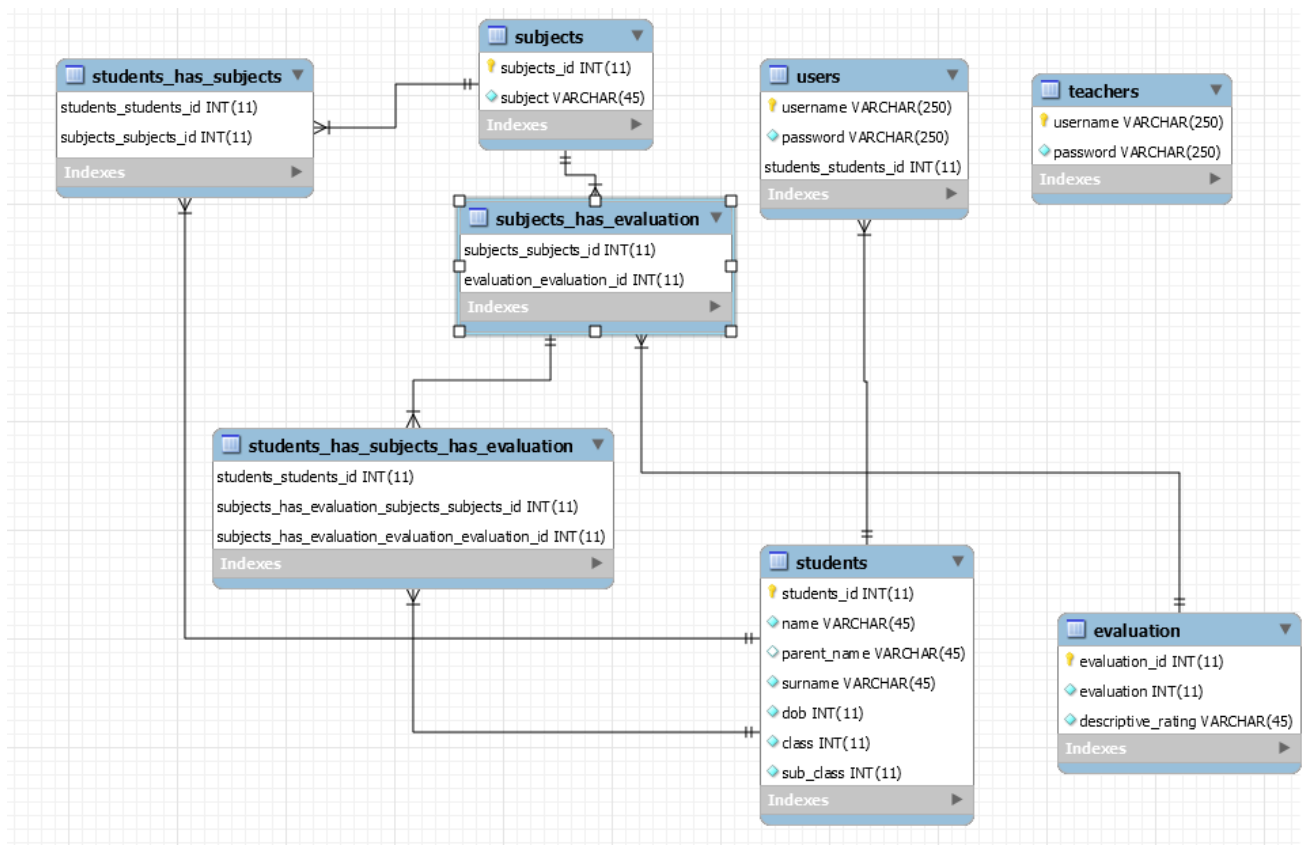 subjects
subjects_id INT(11)
subject VARCHAR(45)
Indexes
students_has_subjects
students_students_id INT(11)
subjects_subjects_id INT(11)
Indexes
users
username VARCHAR(250)
password VARCHAR(250)
students_students_id INT(11)
Indexes
teachers
username VARCHAR(250)
password VARCHAR(250)
Indexes
subjects_has_evaluation
subjects_subjects_id INT(11)
evaluation_evaluation_id INT(11)
Indexes
students_has_subjects_has_evaluation
students_students_id INT(11)
subjects_has_evaluation_subjects_subjects_id INT(11)
subjects_has_evaluation_evaluation_evaluation_id INT(11)
Indexes
students
students_id INT(11)
name VARCHAR(45)
parent_name VARCHAR(45)
surname VARCHAR(45)
dob INT(11)
class INT(11)
sub_class INT(11)
Indexes
evaluation
evaluation_id INT(11)
evaluation INT(11)
descriptive_rating VARCHAR(45)
Indexes